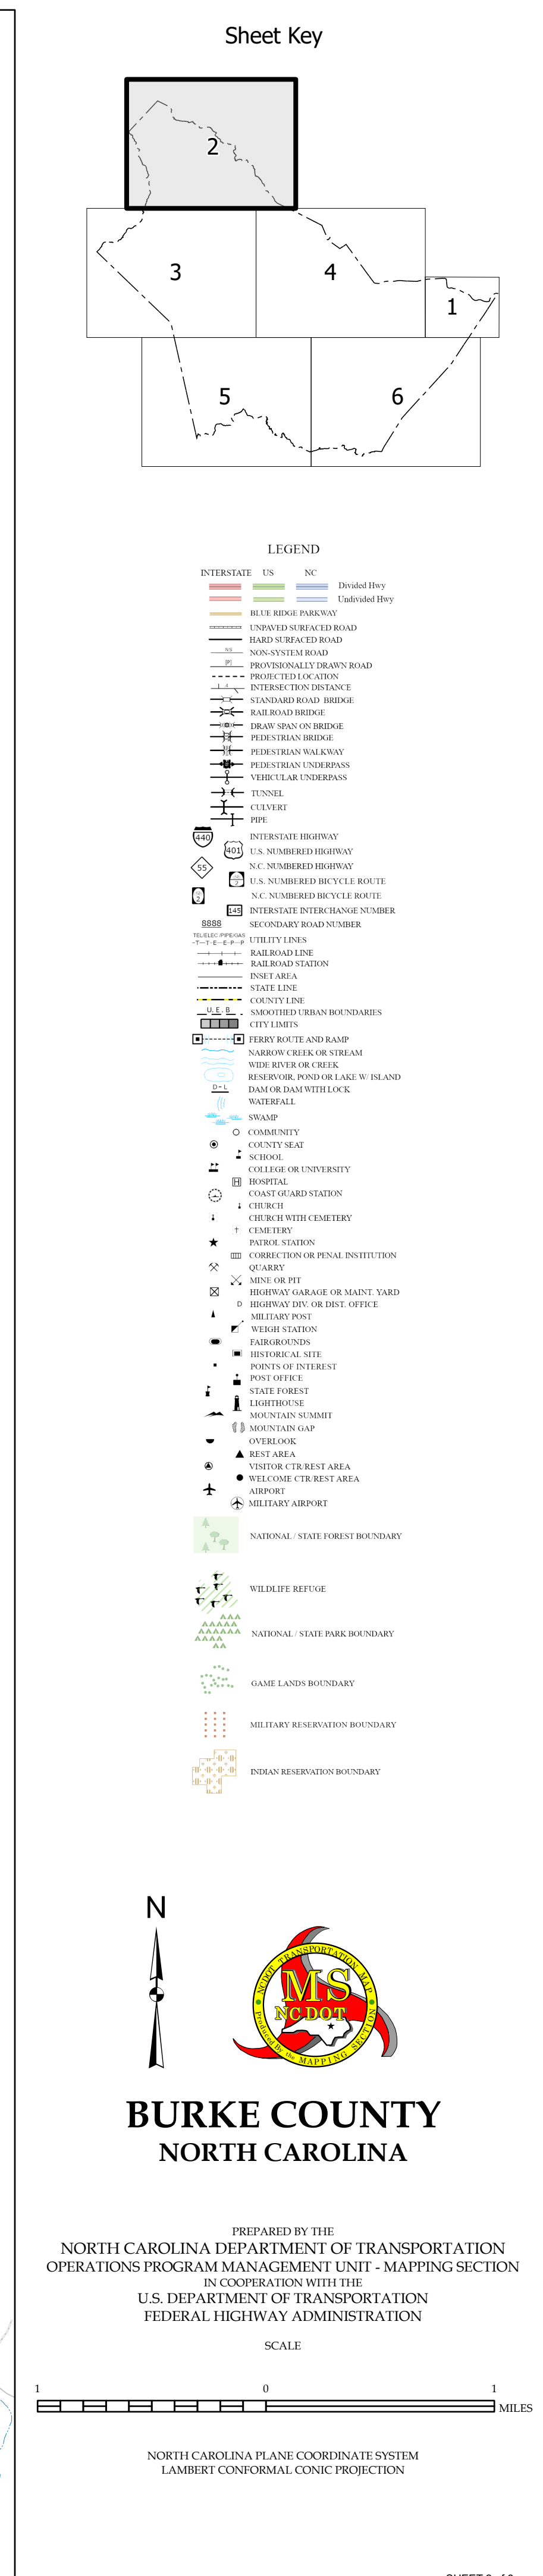 Sheet Key
2
3
4
1
5
6
LEGEND
INTERSTATE US NC
Divided Hwy
Undivided Hwy
BLUE RIDGE PARKWAY
UNPAVED SURFACED ROAD
HARD SURFACED ROAD
NS NON-SYSTEM ROAD
[P] PROVISIONALLY DRAWN ROAD
PROJECTED LOCATION
.4 INTERSECTION DISTANCE
STANDARD ROAD BRIDGE
RAILROAD BRIDGE
DRAW SPAN ON BRIDGE
PEDESTRIAN BRIDGE
PEDESTRIAN WALKWAY
PEDESTRIAN UNDERPASS
VEHICULAR UNDERPASS
TUNNEL
CULVERT
PIPE
440 INTERSTATE HIGHWAY
401 U.S. NUMBERED HIGHWAY
55 N.C. NUMBERED HIGHWAY
U.S. NUMBERED BICYCLE ROUTE
2 N.C. NUMBERED BICYCLE ROUTE
145 INTERSTATE INTERCHANGE NUMBER
8888 SECONDARY ROAD NUMBER
TEL/ELEC /PIPE/GAS
-T--T-E--E--P--P UTILITY LINES
RAILROAD LINE
RAILROAD STATION
INSET AREA
STATE LINE
COUNTY LINE
U. E. B SMOOTHED URBAN BOUNDARIES
CITY LIMITS
FERRY ROUTE AND RAMP
NARROW CREEK OR STREAM
WIDE RIVER OR CREEK
RESERVOIR, POND OR LAKE W/ ISLAND
D-L DAM OR DAM WITH LOCK
WATERFALL
SWAMP
COMMUNITY
COUNTY SEAT
SCHOOL
COLLEGE OR UNIVERSITY
H HOSPITAL
COAST GUARD STATION
CHURCH
CHURCH WITH CEMETERY
CEMETERY
PATROL STATION
CORRECTION OR PENAL INSTITUTION
QUARRY
MINE OR PIT
HIGHWAY GARAGE OR MAINT. YARD
D HIGHWAY DIV. OR DIST. OFFICE
MILITARY POST
WEIGH STATION
FAIRGROUNDS
HISTORICAL SITE
POINTS OF INTEREST
POST OFFICE
STATE FOREST
LIGHTHOUSE
MOUNTAIN SUMMIT
MOUNTAIN GAP
OVERLOOK
REST AREA
VISITOR CTR/REST AREA
WELCOME CTR/REST AREA
AIRPORT
MILITARY AIRPORT
NATIONAL / STATE FOREST BOUNDARY
WILDLIFE REFUGE
NATIONAL / STATE PARK BOUNDARY
GAME LANDS BOUNDARY
MILITARY RESERVATION BOUNDARY
INDIAN RESERVATION BOUNDARY
N
NCDOT TRANSPORTATION MAP
MS
NCDOT
Produced By the MAPPING SECTION
BURKE COUNTY
NORTH CAROLINA
PREPARED BY THE
NORTH CAROLINA DEPARTMENT OF TRANSPORTATION
OPERATIONS PROGRAM MANAGEMENT UNIT - MAPPING SECTION
IN COOPERATION WITH THE
U.S. DEPARTMENT OF TRANSPORTATION
FEDERAL HIGHWAY ADMINISTRATION
SCALE
1 0 1
MILES
NORTH CAROLINA PLANE COORDINATE SYSTEM
LAMBERT CONFORMAL CONIC PROJECTION